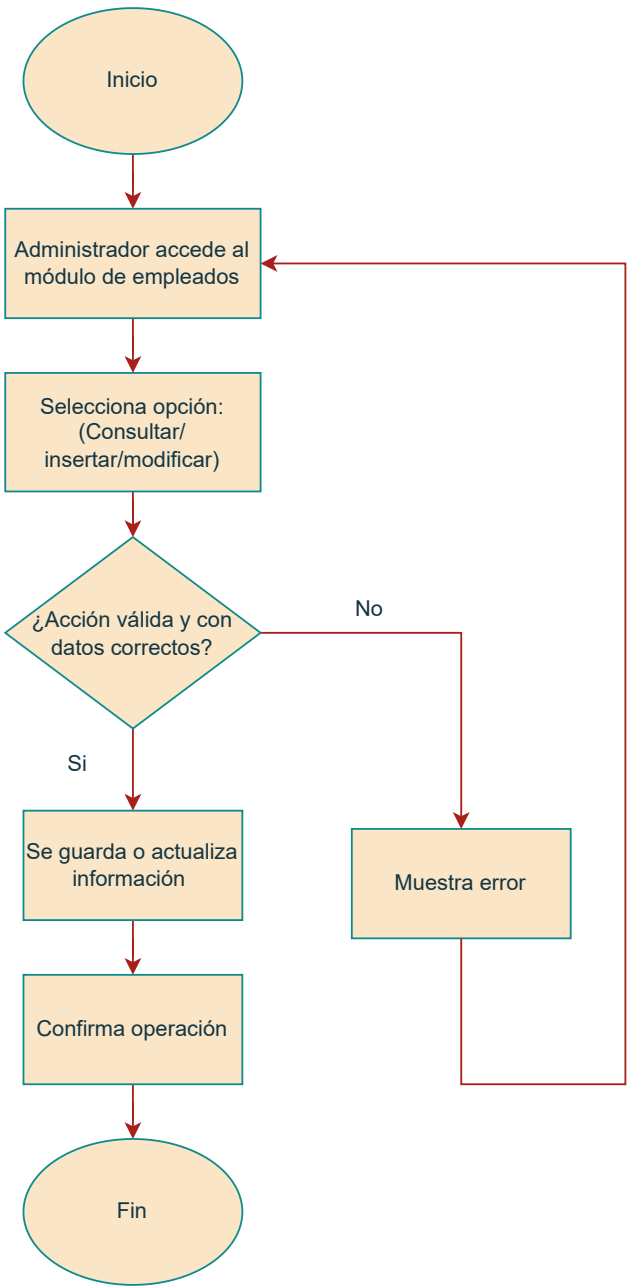 Inicio
Administrador accede al
módulo de empleados
Selecciona opción:
(Consultar/
insertar/modificar)
¿Acción válida y con
datos correctos?
No
Si
Se guarda o actualiza
información
Muestra error
Confirma operación
Fin